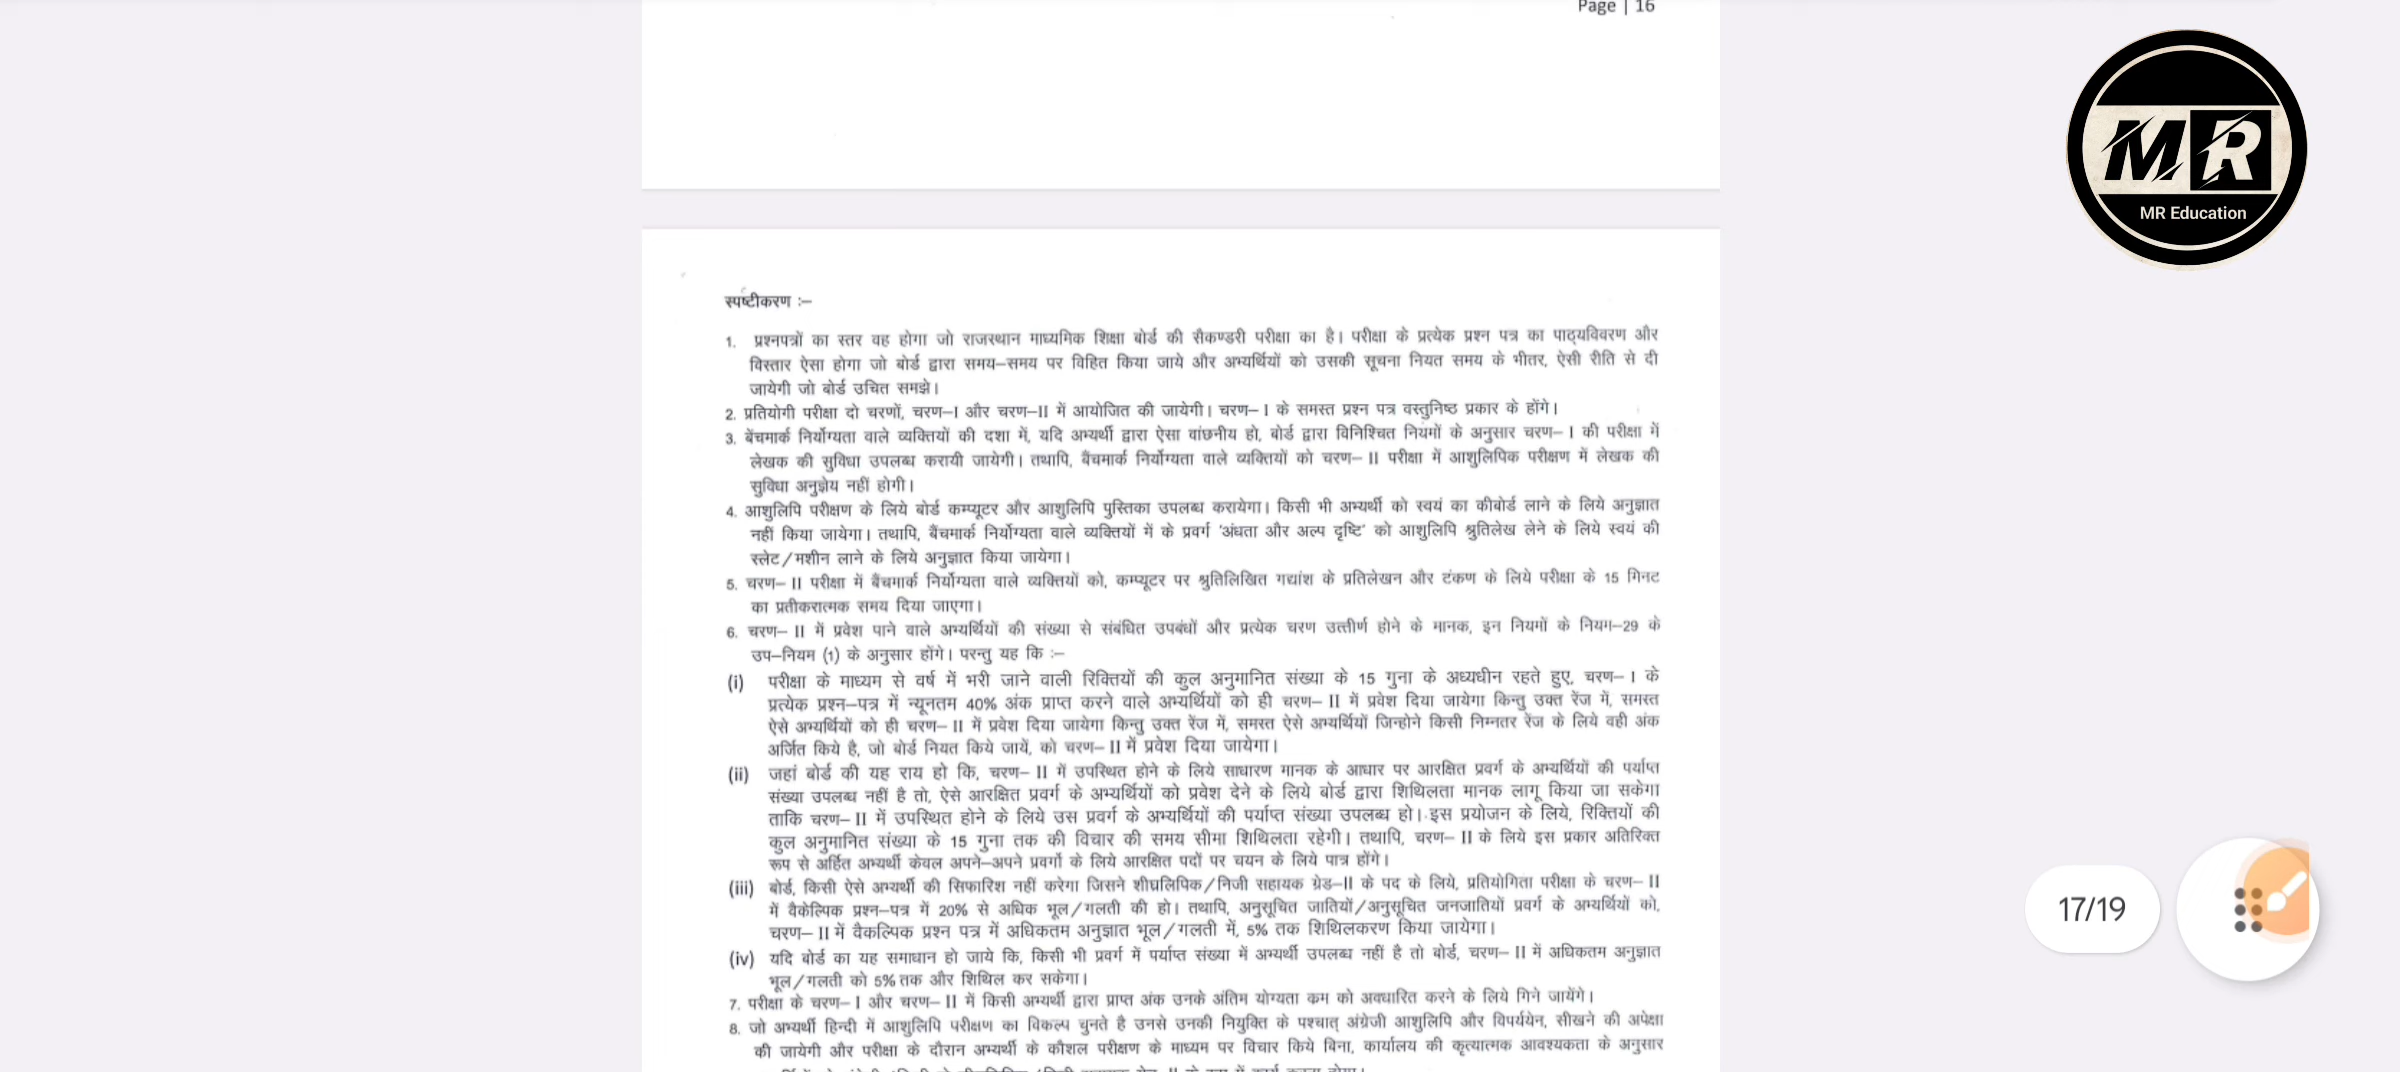 Page | 16
MR
MR Education
स्पष्टीकरण :–
1. प्रश्नपत्रों का स्तर वह होगा जो राजस्थान माध्यमिक शिक्षा बोर्ड की सैकण्डरी परीक्षा का है। परीक्षा के प्रत्येक प्रश्न पत्र का पाठ्यविवरण और
विस्तार ऐसा होगा जो बोर्ड द्वारा समय–समय पर विहित किया जाये और अभ्यर्थियों को उसकी सूचना नियत समय के भीतर, ऐसी रीति से दी
जायेगी जो बोर्ड उचित समझे।
2. प्रतियोगी परीक्षा दो चरणों, चरण–I और चरण–II में आयोजित की जायेगी। चरण– I के समस्त प्रश्न पत्र वस्तुनिष्ठ प्रकार के होंगे।
3. बेंचमार्क निर्योग्यता वाले व्यक्तियों की दशा में, यदि अभ्यर्थी द्वारा ऐसा वांछनीय हो, बोर्ड द्वारा विनिश्चित नियमों के अनुसार चरण– I की परीक्षा में
लेखक की सुविधा उपलब्ध करायी जायेगी। तथापि, बैंचमार्क निर्योग्यता वाले व्यक्तियों को चरण– II परीक्षा में आशुलिपिक परीक्षण में लेखक की
सुविधा अनुज्ञेय नहीं होगी।
4. आशुलिपि परीक्षण के लिये बोर्ड कम्प्यूटर और आशुलिपि पुस्तिका उपलब्ध करायेगा। किसी भी अभ्यर्थी को स्वयं का कीबोर्ड लाने के लिये अनुज्ञात
नहीं किया जायेगा। तथापि, बैंचमार्क निर्योग्यता वाले व्यक्तियों में के प्रवर्ग 'अंधता और अल्प दृष्टि' को आशुलिपि श्रुतिलेख लेने के लिये स्वयं की
स्लेट/मशीन लाने के लिये अनुज्ञात किया जायेगा।
5. चरण– II परीक्षा में बैंचमार्क निर्योग्यता वाले व्यक्तियों को, कम्प्यूटर पर श्रुतिलिखित गद्यांश के प्रतिलेखन और टंकण के लिये परीक्षा के 15 मिनट
का प्रतीकरात्मक समय दिया जाएगा।
6. चरण– II में प्रवेश पाने वाले अभ्यर्थियों की संख्या से संबंधित उपबंधों और प्रत्येक चरण उत्तीर्ण होने के मानक, इन नियमों के नियम–29 के
उप–नियम (1) के अनुसार होंगे। परन्तु यह कि :–
(i) परीक्षा के माध्यम से वर्ष में भरी जाने वाली रिक्तियों की कुल अनुमानित संख्या के 15 गुना के अध्यधीन रहते हुए, चरण– I के
प्रत्येक प्रश्न–पत्र में न्यूनतम 40% अंक प्राप्त करने वाले अभ्यर्थियों को ही चरण– II में प्रवेश दिया जायेगा किन्तु उक्त रेंज में, समस्त
ऐसे अभ्यर्थियों को ही चरण– II में प्रवेश दिया जायेगा किन्तु उक्त रेंज में, समस्त ऐसे अभ्यर्थियों जिन्होने किसी निम्नतर रेंज के लिये वही अंक
अर्जित किये है, जो बोर्ड नियत किये जायें, को चरण– II में प्रवेश दिया जायेगा।
(ii) जहां बोर्ड की यह राय हो कि, चरण– II में उपस्थित होने के लिये साधारण मानक के आधार पर आरक्षित प्रवर्ग के अभ्यर्थियों की पर्याप्त
संख्या उपलब्ध नहीं है तो, ऐसे आरक्षित प्रवर्ग के अभ्यर्थियों को प्रवेश देने के लिये बोर्ड द्वारा शिथिलता मानक लागू किया जा सकेगा
ताकि चरण– II में उपस्थित होने के लिये उस प्रवर्ग के अभ्यर्थियों की पर्याप्त संख्या उपलब्ध हो। इस प्रयोजन के लिये, रिक्तियों की
कुल अनुमानित संख्या के 15 गुना तक की विचार की समय सीमा शिथिलता रहेगी। तथापि, चरण– II के लिये इस प्रकार अतिरिक्त
रूप से अर्हित अभ्यर्थी केवल अपने–अपने प्रवर्गो के लिये आरक्षित पदों पर चयन के लिये पात्र होंगे।
(iii) बोर्ड, किसी ऐसे अभ्यर्थी की सिफारिश नहीं करेगा जिसने शीघ्रलिपिक/निजी सहायक ग्रेड–II के पद के लिये, प्रतियोगिता परीक्षा के चरण– II
में वैकेल्पिक प्रश्न–पत्र में 20% से अधिक भूल/गलती की हो। तथापि, अनुसूचित जातियों/अनुसूचित जनजातियों प्रवर्ग के अभ्यर्थियों को,
चरण– II में वैकल्पिक प्रश्न पत्र में अधिकतम अनुज्ञात भूल/गलती में, 5% तक शिथिलकरण किया जायेगा।
(iv) यदि बोर्ड का यह समाधान हो जाये कि, किसी भी प्रवर्ग में पर्याप्त संख्या में अभ्यर्थी उपलब्ध नहीं है तो बोर्ड, चरण– II में अधिकतम अनुज्ञात
भूल/गलती को 5% तक और शिथिल कर सकेगा।
7. परीक्षा के चरण– I और चरण– II में किसी अभ्यर्थी द्वारा प्राप्त अंक उनके अंतिम योग्यता कम को अवधारित करने के लिये गिने जायेंगे।
8. जो अभ्यर्थी हिन्दी में आशुलिपि परीक्षण का विकल्प चुनते है उनसे उनकी नियुक्ति के पश्चात् अंग्रेजी आशुलिपि और विपर्ययेन, सीखने की अपेक्षा
की जायेगी और परीक्षा के दौरान अभ्यर्थी के कौशल परीक्षण के माध्यम पर विचार किये बिना, कार्यालय की कृत्यात्मक आवश्यकता के अनुसार
17/19